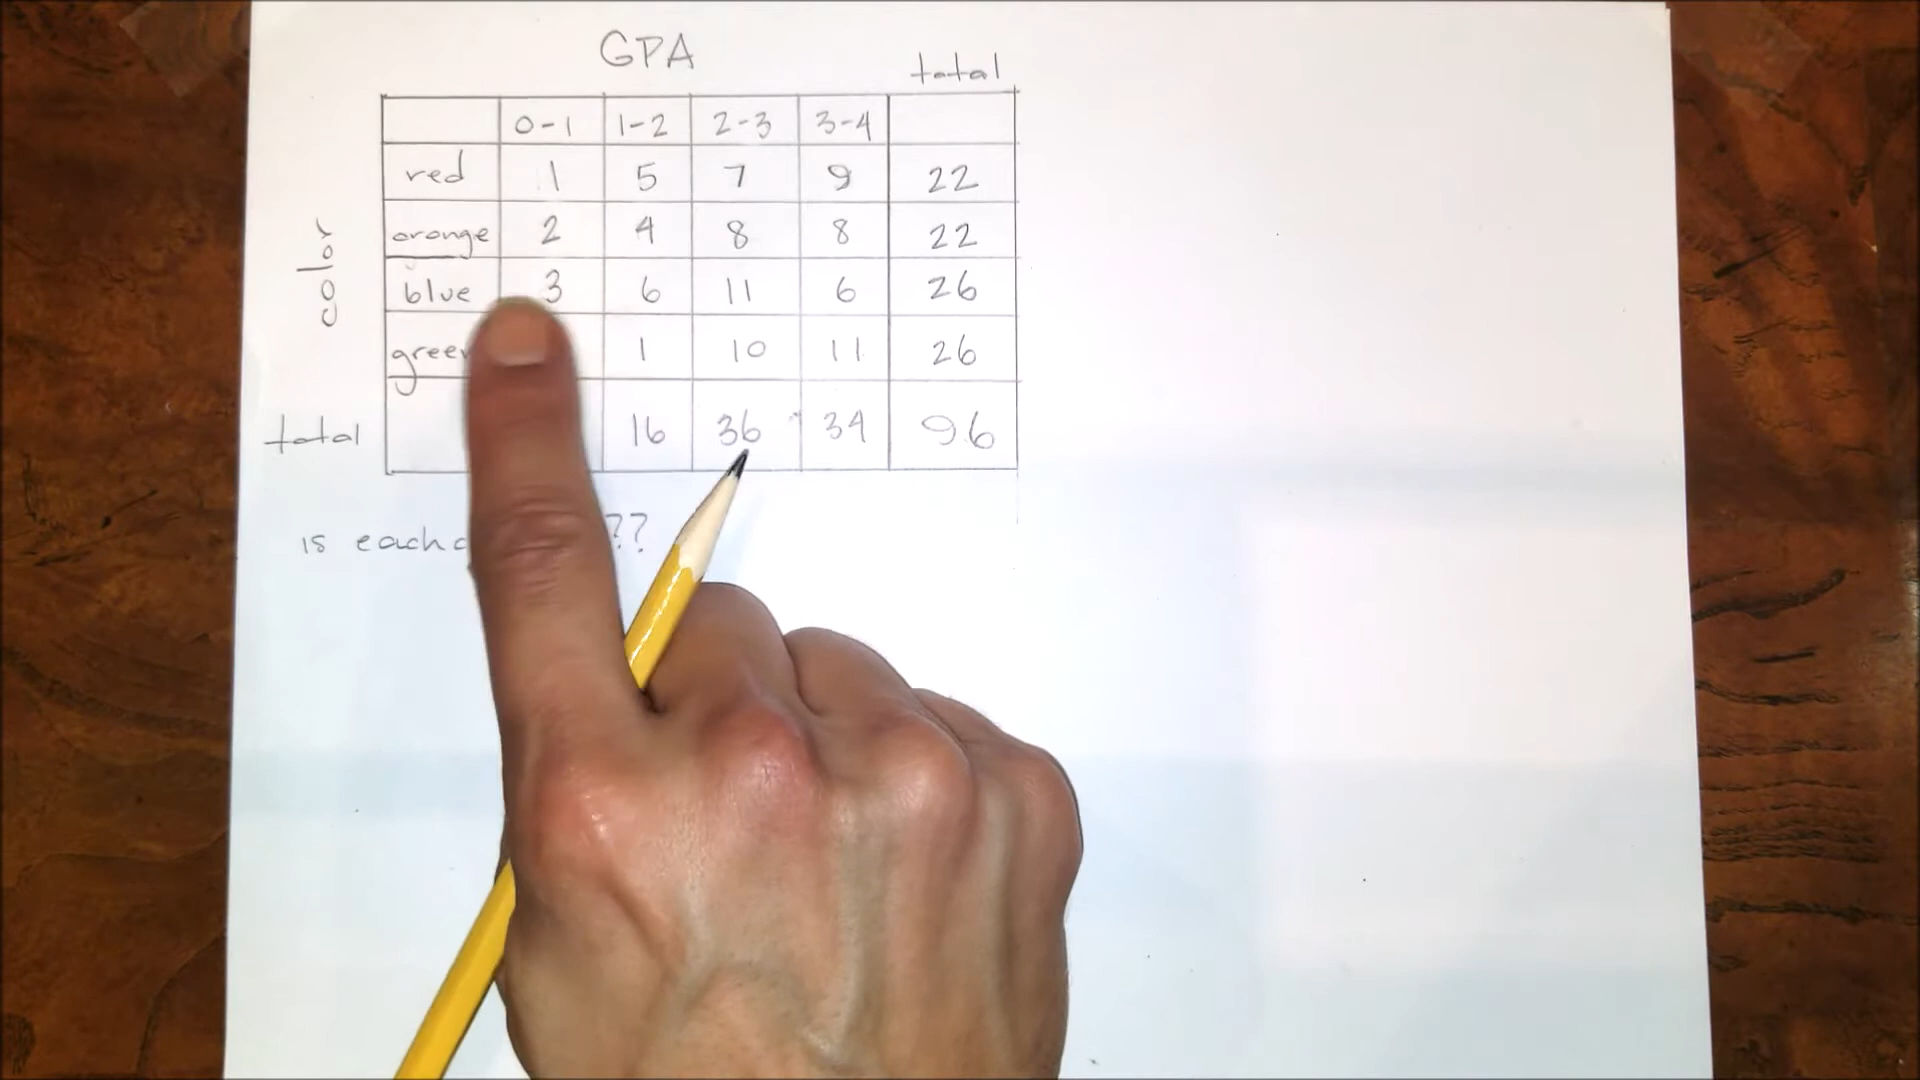 GPA
total
0-1 1-2 2-3 3-4
red 1 5 7 9 22
orange 2 4 8 8 22
color
blue 3 6 11 6 26
1 10 11 26
total 16 36 34 96
is ??